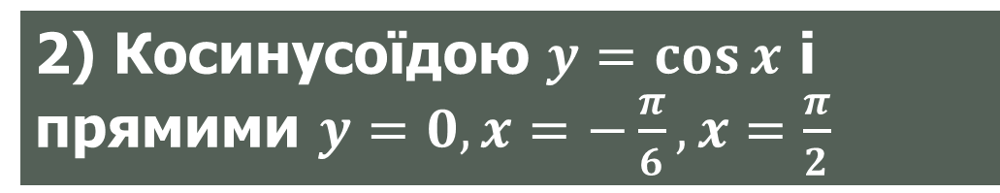 2) Косинусоїдою y = cos x і
прямими y = 0, x = −π/6, x = π/2